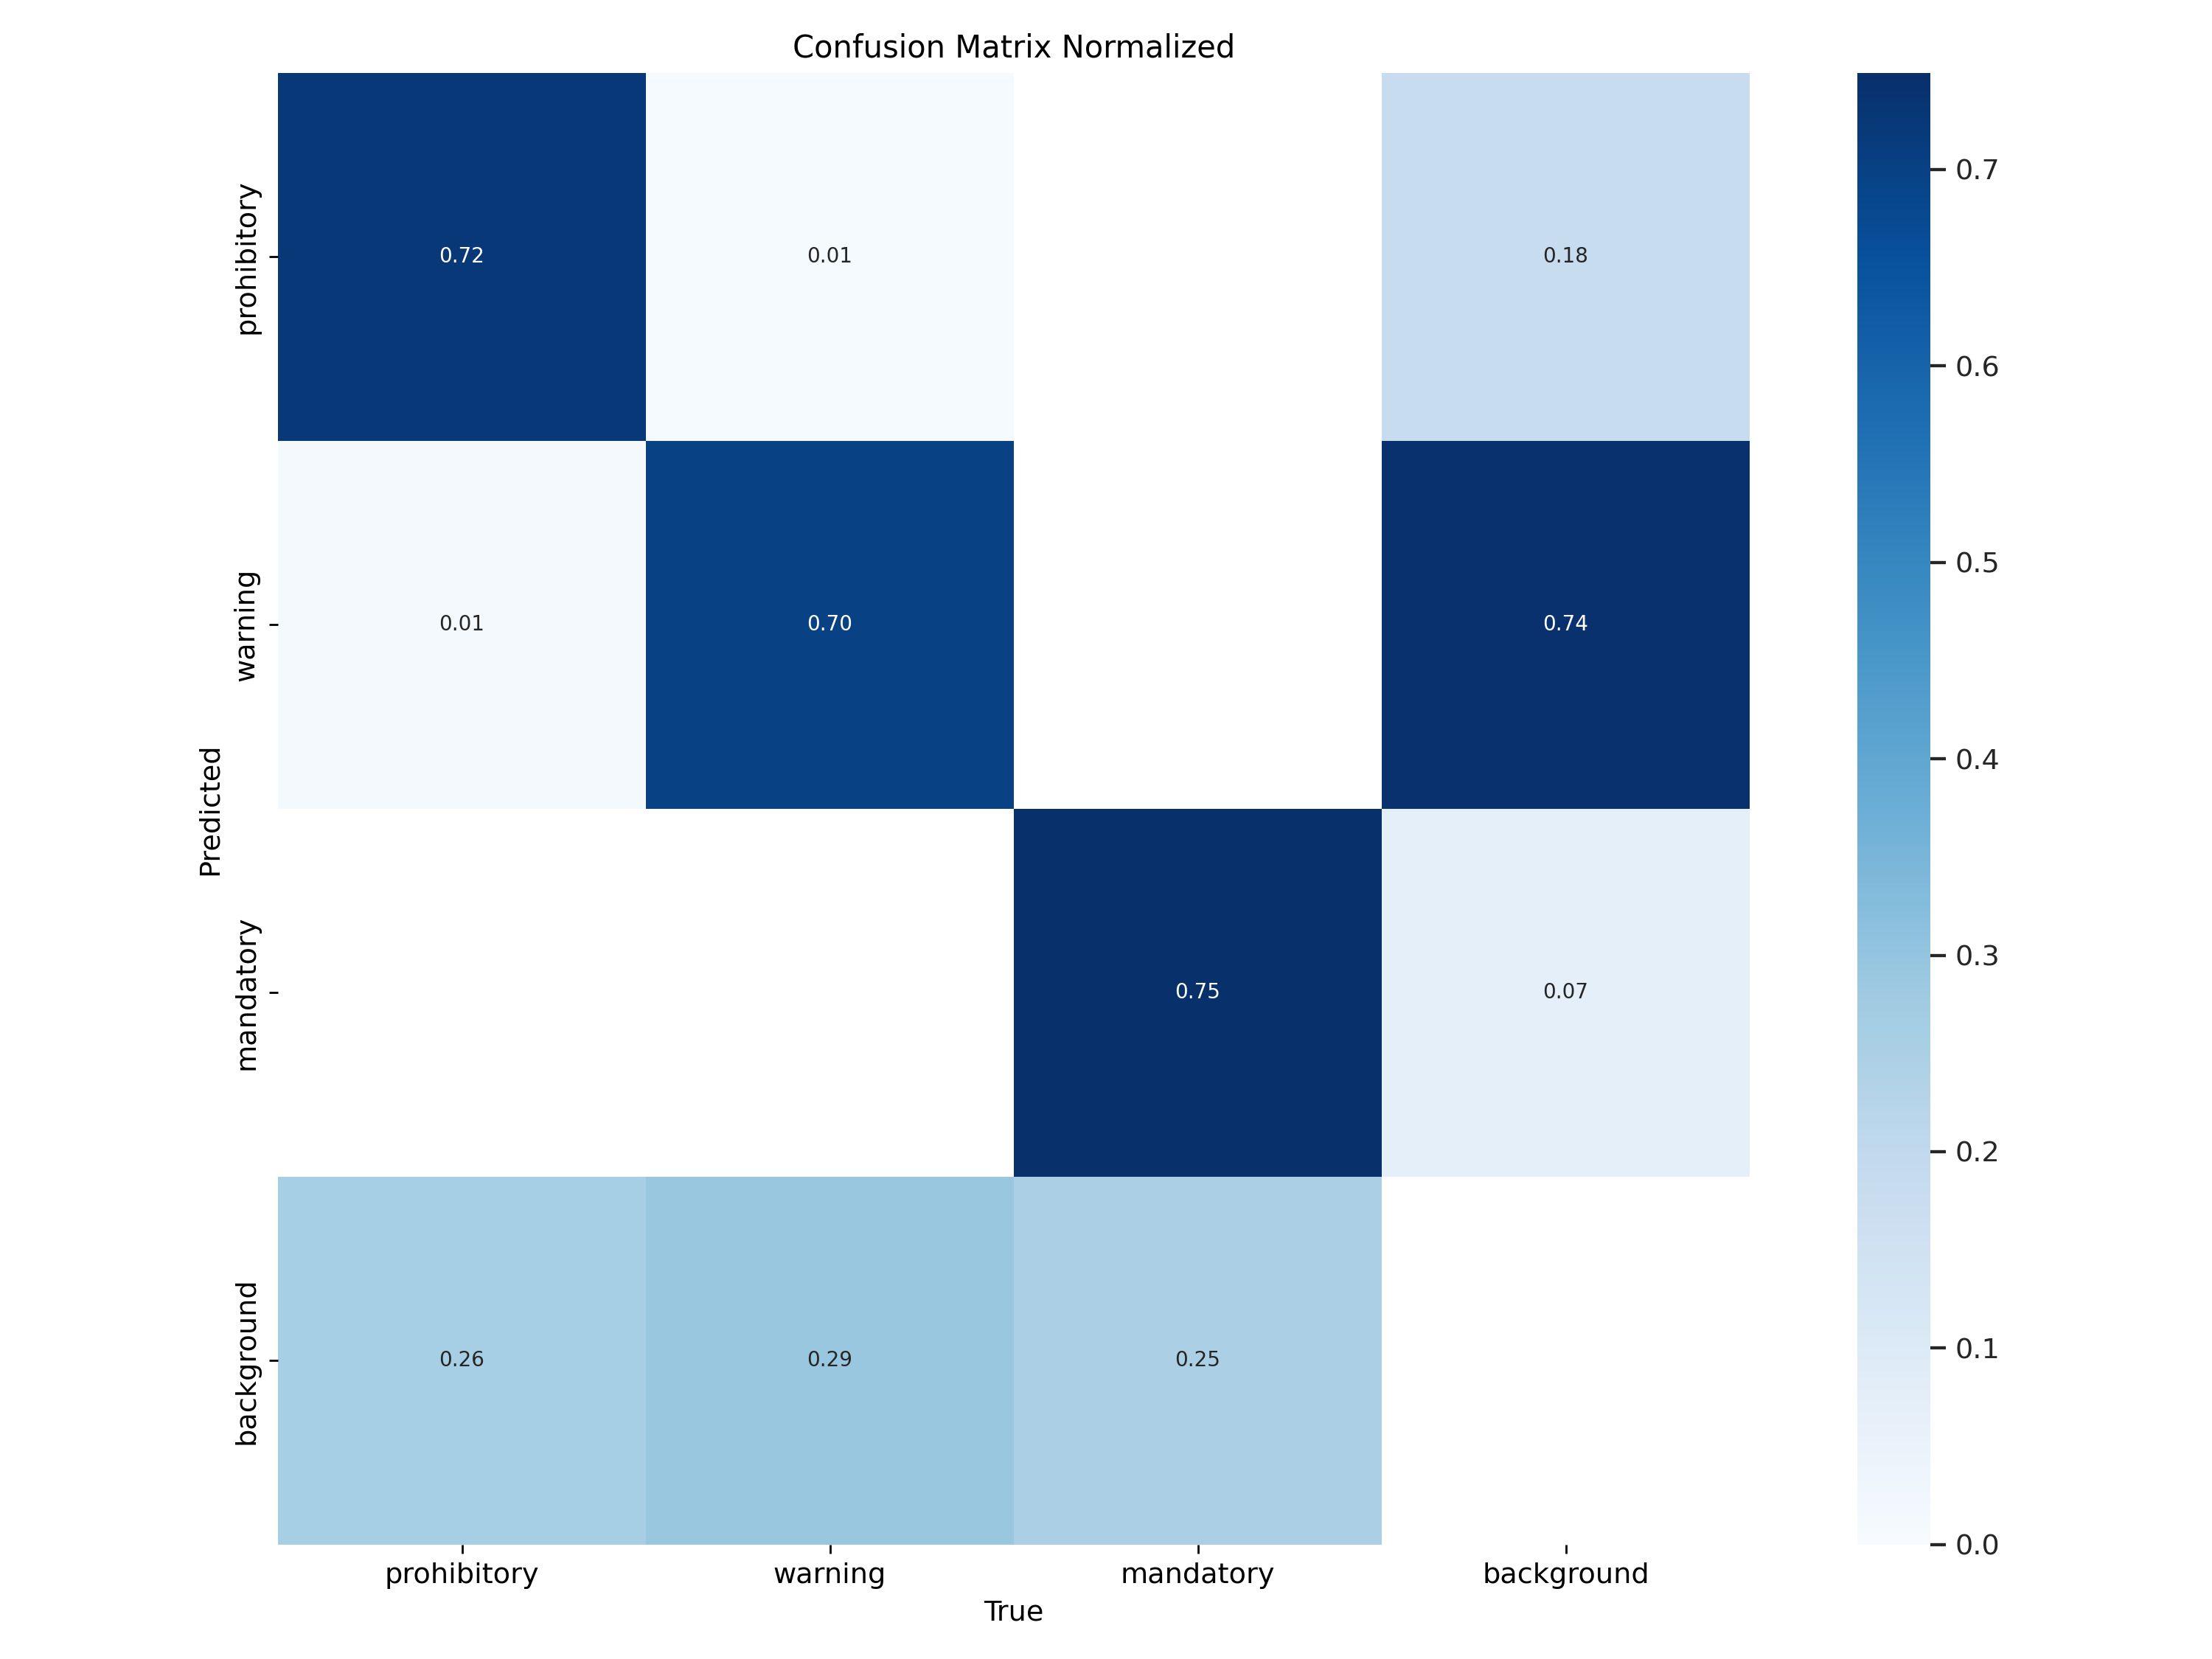 Confusion Matrix Normalized
prohibitory
0.72
0.01
0.18
warning
0.01
0.70
0.74
mandatory
0.75
0.07
background
0.26
0.29
0.25
Predicted
prohibitory
warning
mandatory
background
True
0.7
0.6
0.5
0.4
0.3
0.2
0.1
0.0